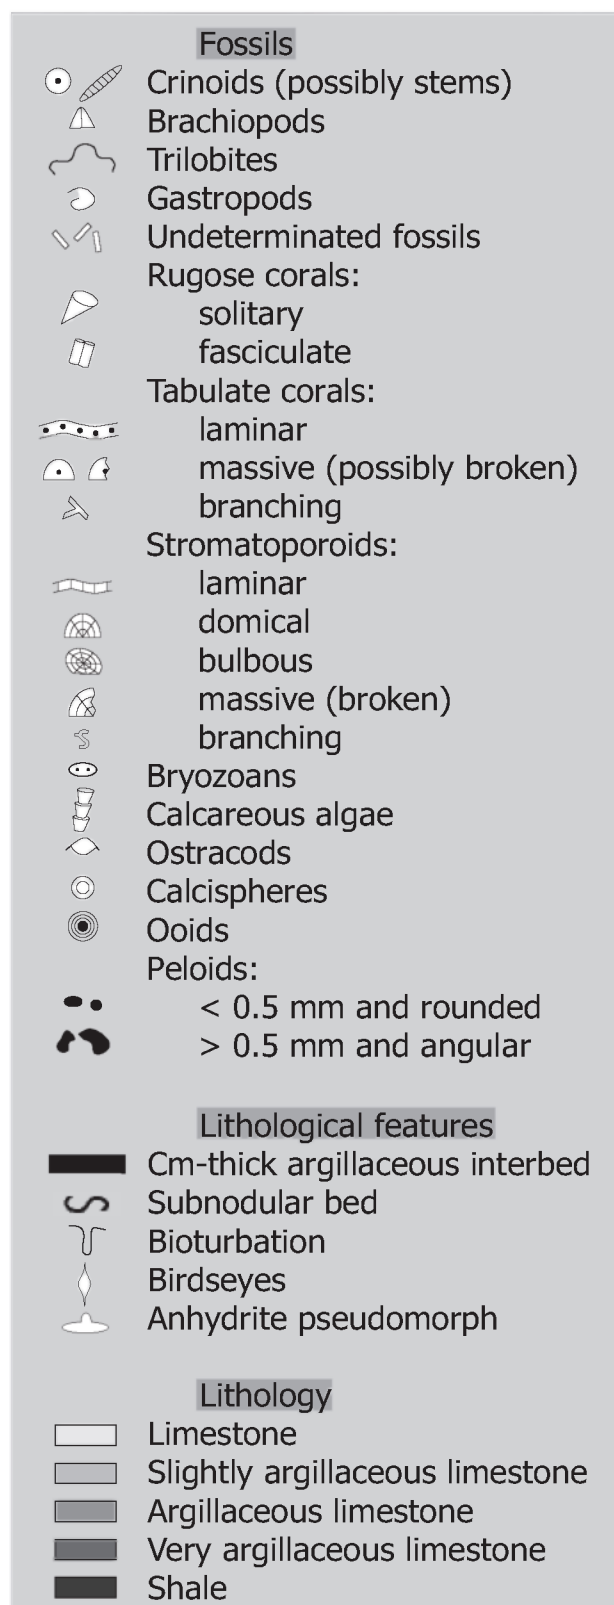 Fossils
Crinoids (possibly stems)
Brachiopods
Trilobites
Gastropods
Undeterminated fossils
Rugose corals:
solitary
fasciculate
Tabulate corals:
laminar
massive (possibly broken)
branching
Stromatoporoids:
laminar
domical
bulbous
massive (broken)
branching
Bryozoans
Calcareous algae
Ostracods
Calcispheres
Ooids
Peloids:
< 0.5 mm and rounded
> 0.5 mm and angular
Lithological features
Cm-thick argillaceous interbed
Subnodular bed
Bioturbation
Birdseyes
Anhydrite pseudomorph
Lithology
Limestone
Slightly argillaceous limestone
Argillaceous limestone
Very argillaceous limestone
Shale